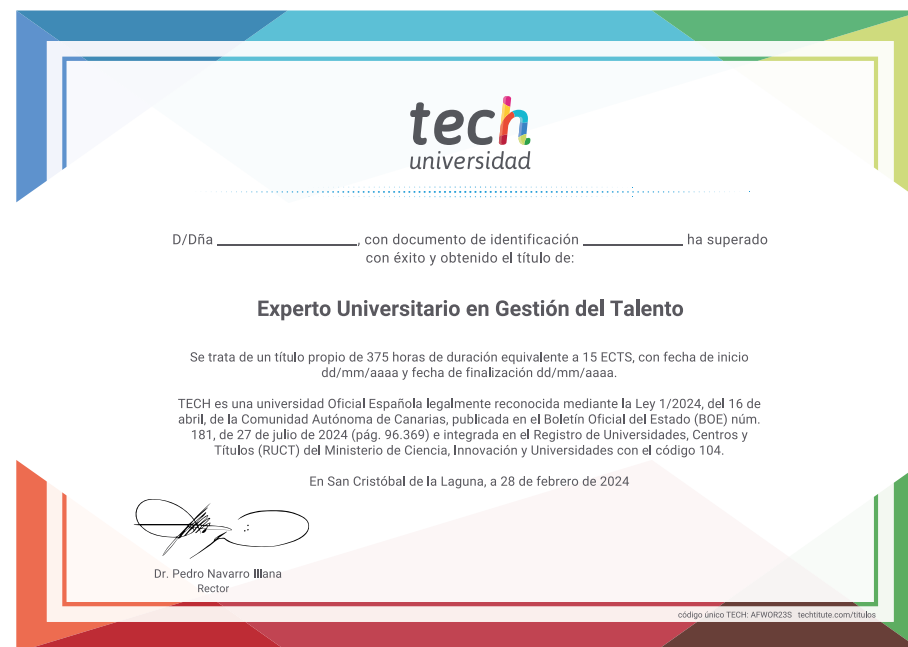 tech
universidad
D/Dña ______________, con documento de identificación __________ ha superado
con éxito y obtenido el título de:
Experto Universitario en Gestión del Talento
Se trata de un título propio de 375 horas de duración equivalente a 15 ECTS, con fecha de inicio
dd/mm/aaaa y fecha de finalización dd/mm/aaaa.
TECH es una universidad Oficial Española legalmente reconocida mediante la Ley 1/2024, del 16 de
abril, de la Comunidad Autónoma de Canarias, publicada en el Boletín Oficial del Estado (BOE) núm.
181, de 27 de julio de 2024 (pág. 96.369) e integrada en el Registro de Universidades, Centros y
Títulos (RUCT) del Ministerio de Ciencia, Innovación y Universidades con el código 104.
En San Cristóbal de la Laguna, a 28 de febrero de 2024
Dr. Pedro Navarro Illana
Rector
código único TECH: AFWOR23S techtitute.com/titulos